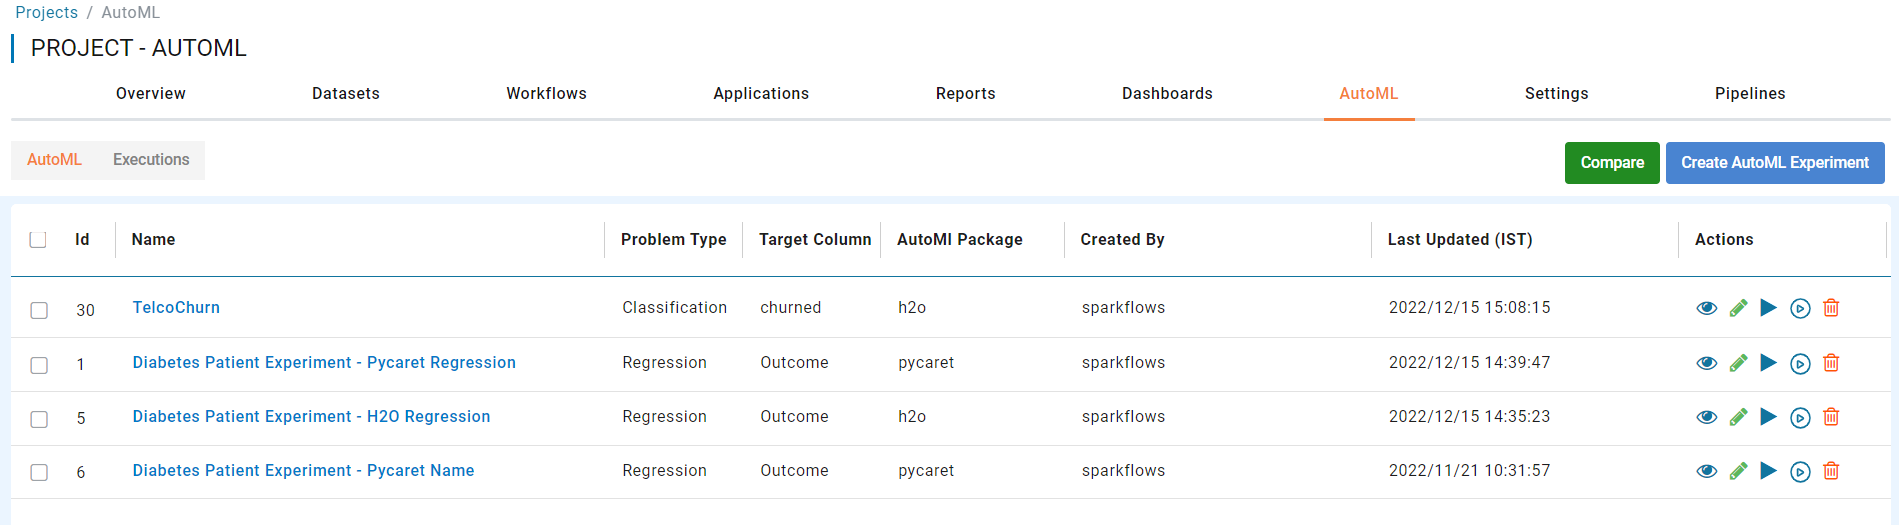 Projects / AutoML
PROJECT - AUTOML
Overview Datasets Workflows Applications Reports Dashboards AutoML Settings Pipelines
AutoML Executions Compare Create AutoML Experiment
Id Name Problem Type Target Column AutoMl Package Created By Last Updated (IST) Actions
30 TelcoChurn Classification churned h2o sparkflows 2022/12/15 15:08:15
1 Diabetes Patient Experiment - Pycaret Regression Regression Outcome pycaret sparkflows 2022/12/15 14:39:47
5 Diabetes Patient Experiment - H2O Regression Regression Outcome h2o sparkflows 2022/12/15 14:35:23
6 Diabetes Patient Experiment - Pycaret Name Regression Outcome pycaret sparkflows 2022/11/21 10:31:57